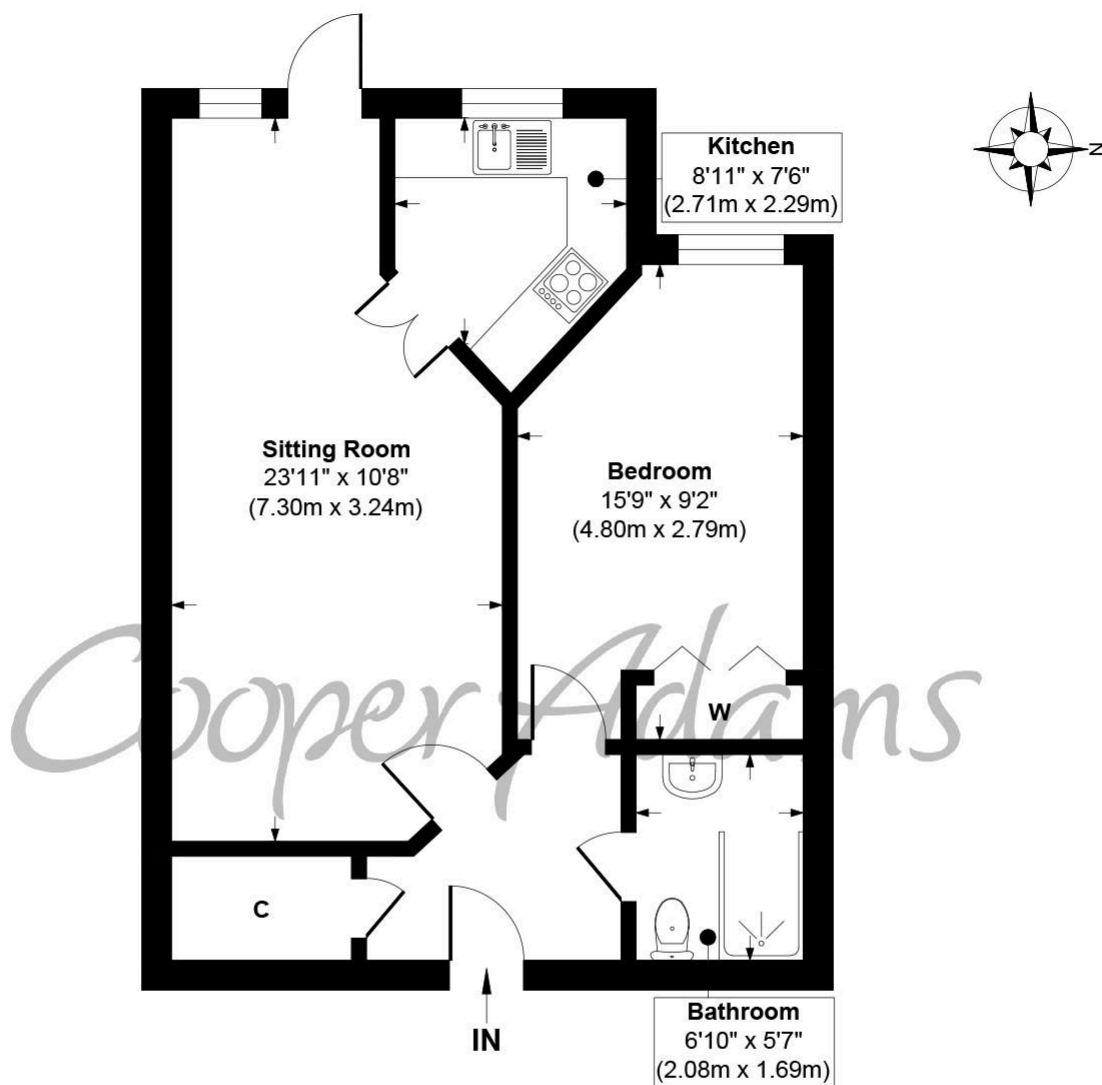 Kitchen
8'11" x 7'6"
(2.71m x 2.29m)
N
Sitting Room
23'11" x 10'8"
(7.30m x 3.24m)
Bedroom
15'9" x 9'2"
(4.80m x 2.79m)
Cooper Adams
W
C
IN
Bathroom
6'10" x 5'7"
(2.08m x 1.69m)